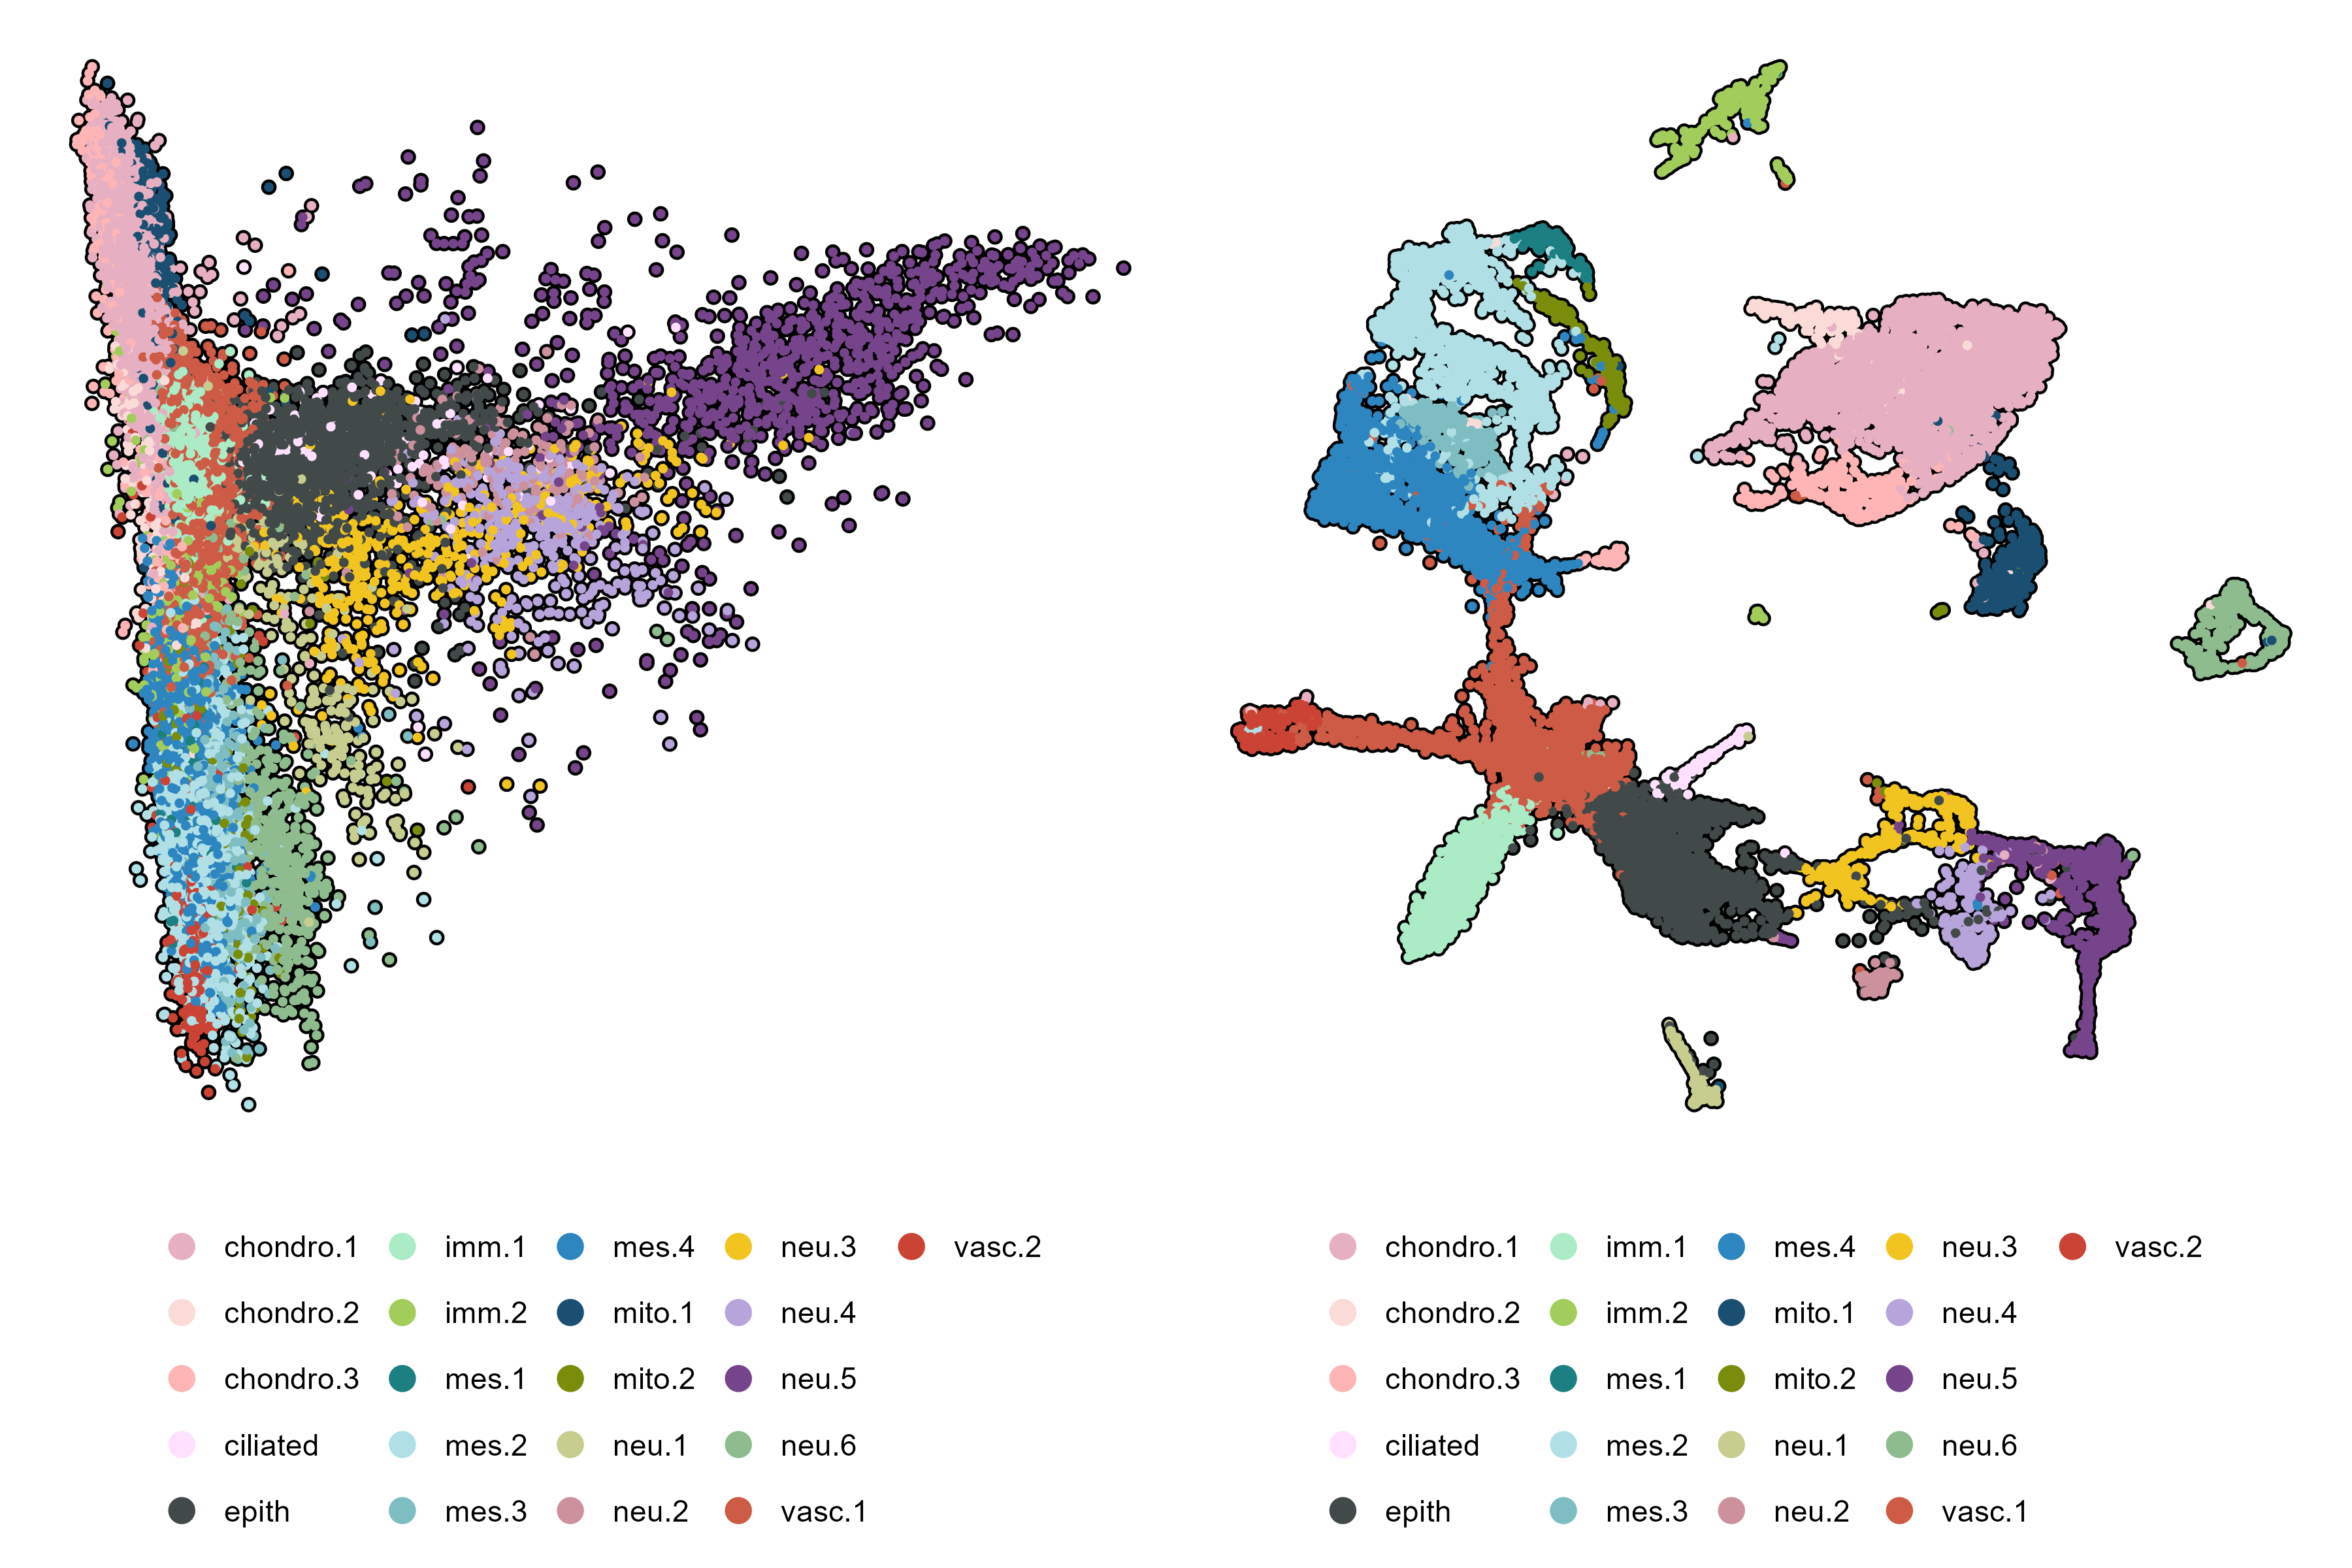 chondro.1 imm.1 mes.4 neu.3 vasc.2
chondro.2 imm.2 mito.1 neu.4
chondro.3 mes.1 mito.2 neu.5
ciliated mes.2 neu.1 neu.6
epith mes.3 neu.2 vasc.1
chondro.1 imm.1 mes.4 neu.3 vasc.2
chondro.2 imm.2 mito.1 neu.4
chondro.3 mes.1 mito.2 neu.5
ciliated mes.2 neu.1 neu.6
epith mes.3 neu.2 vasc.1